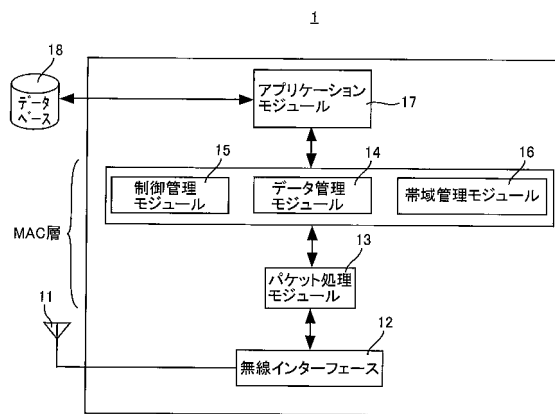 1
18
データ
ベース
アプリケーション
モジュール
17
15
14
16
制御管理
モジュール
データ管理
モジュール
帯域管理モジュール
MAC層
13
パケット処理
モジュール
11
12
無線インターフェース